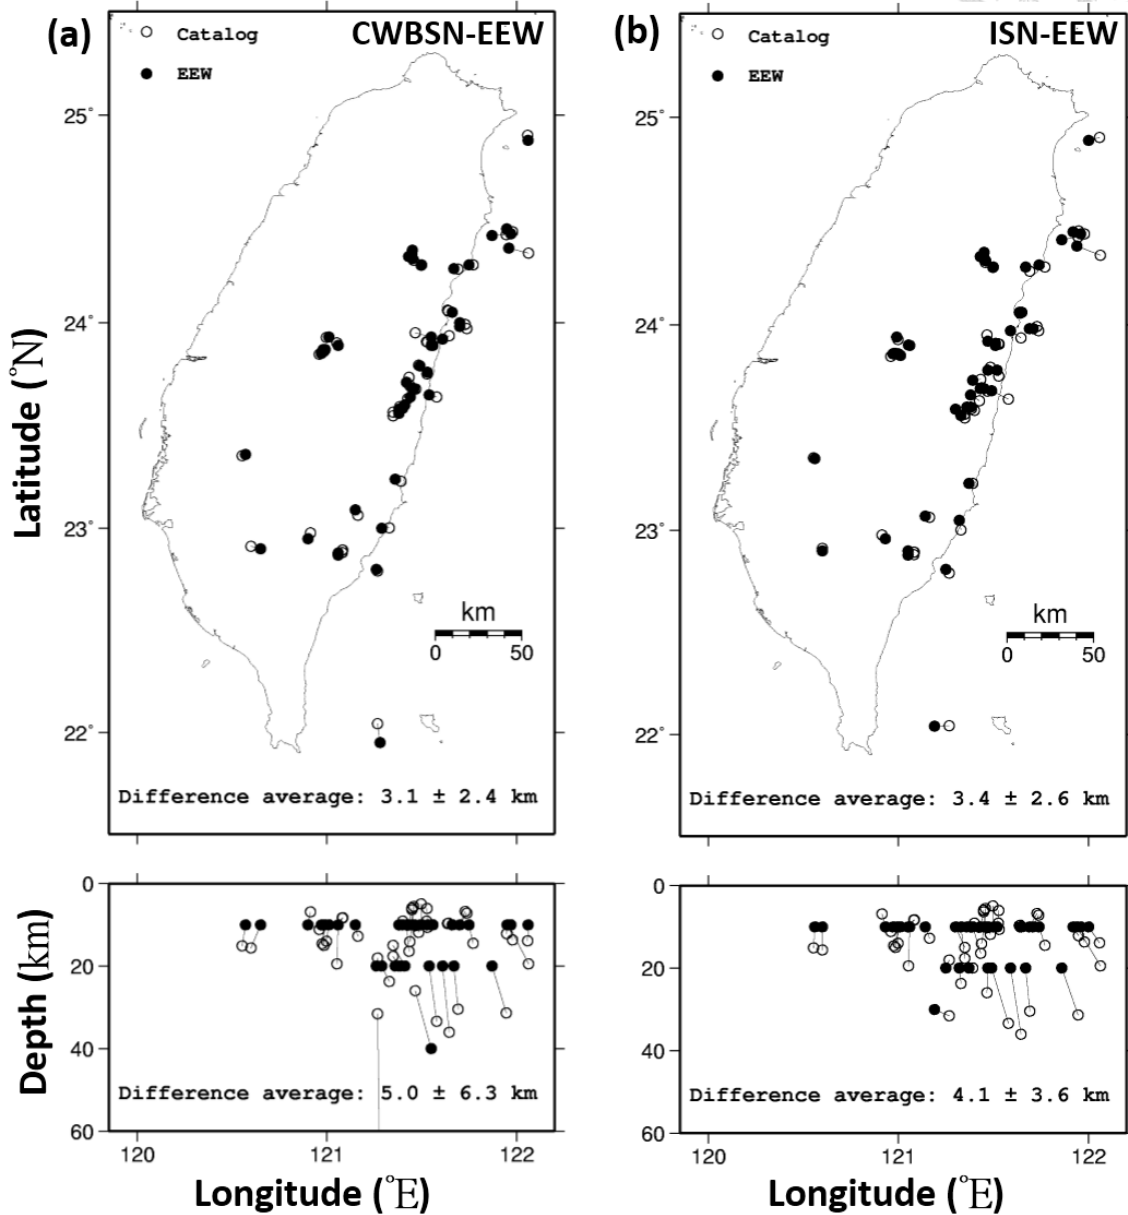 (a) Catalog CWBSN-EEW
EEW
25°
24°
23°
22°
Latitude (°N)
km
0 50
Difference average: 3.1 ± 2.4 km
0
20
40
60
Depth (km)
Difference average: 5.0 ± 6.3 km
120 121 122
Longitude (°E)
(b) Catalog ISN-EEW
EEW
25°
24°
23°
22°
km
0 50
Difference average: 3.4 ± 2.6 km
0
20
40
60
Difference average: 4.1 ± 3.6 km
120 121 122
Longitude (°E)